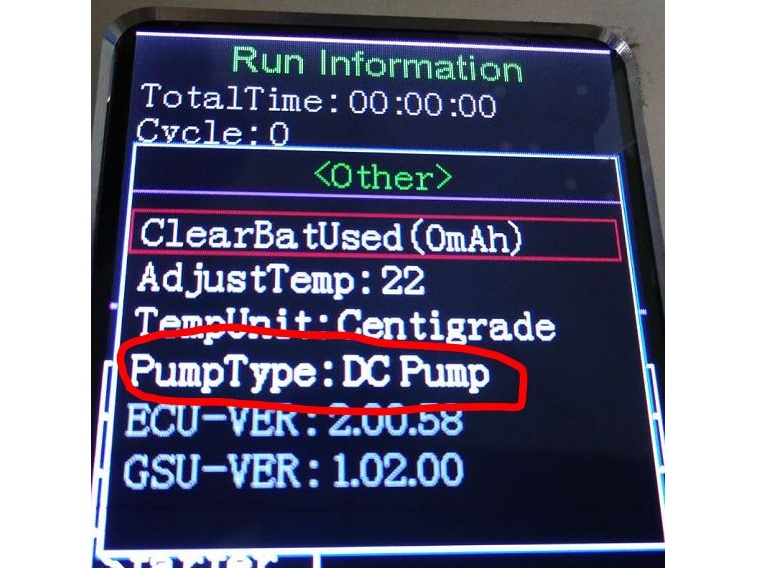 Run Information
TotalTime:00:00:00
Cycle:0
<Other>
ClearBatUsed(0mAh)
AdjustTemp:22
TempUnit:Centigrade
PumpType:DC Pump
ECU-VER:2.00.58
GSU-VER:1.02.00
Starter